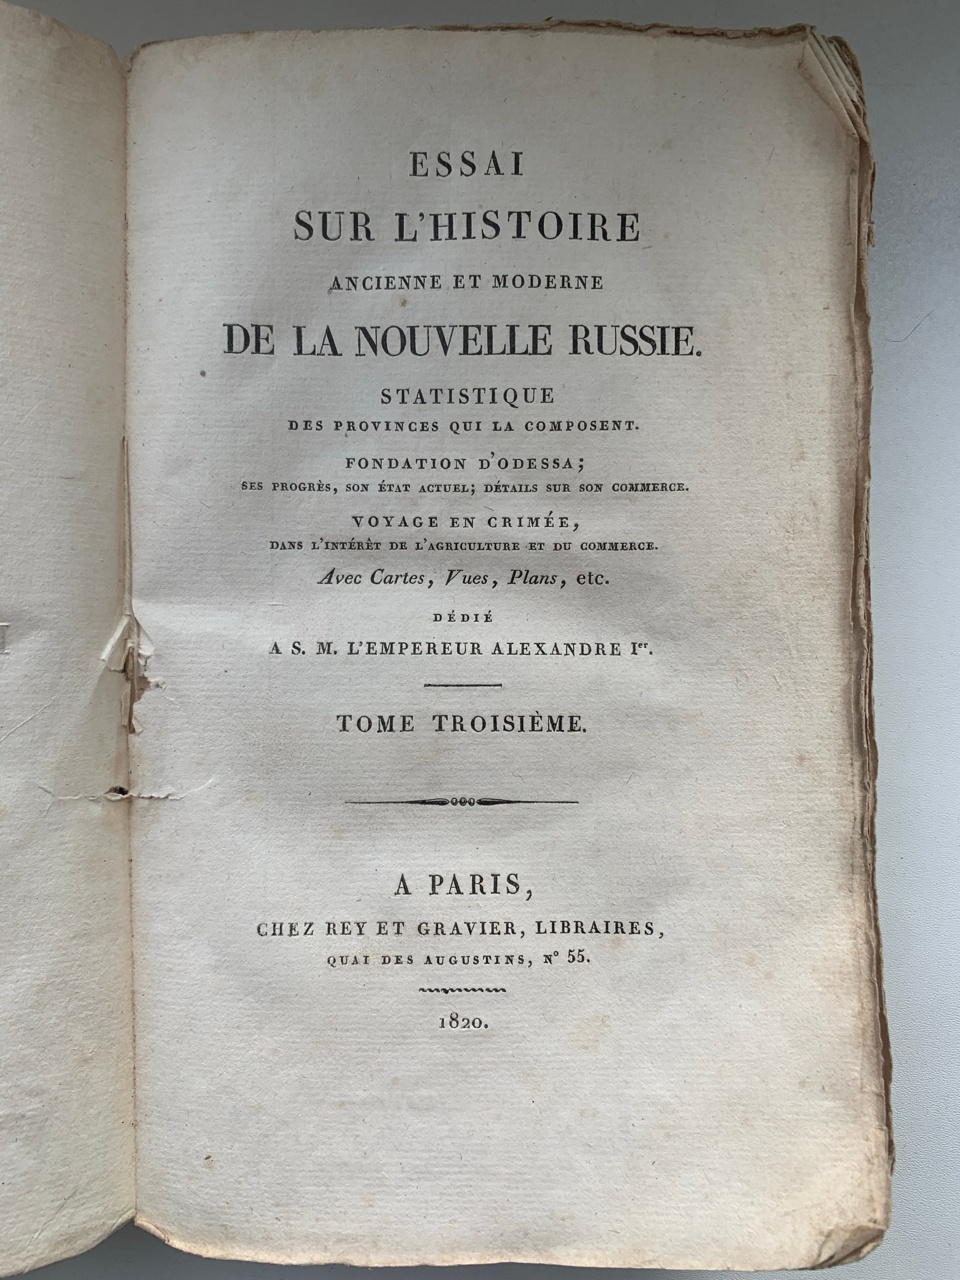 ESSAI
SUR L'HISTOIRE
ANCIENNE ET MODERNE
DE LA NOUVELLE RUSSIE.
STATISTIQUE
DES PROVINCES QUI LA COMPOSENT.
FONDATION D'ODESSA;
SES PROGRÈS, SON ÉTAT ACTUEL; DÉTAILS SUR SON COMMERCE.
VOYAGE EN CRIMÉE,
DANS L'INTÉRÊT DE L'AGRICULTURE ET DU COMMERCE.
Avec Cartes, Vues, Plans, etc.
DÉDIÉ
A S. M. L'EMPEREUR ALEXANDRE Ier.
TOME TROISIÈME.
A PARIS,
CHEZ REY ET GRAVIER, LIBRAIRES,
QUAI DES AUGUSTINS, N° 55.
1820.